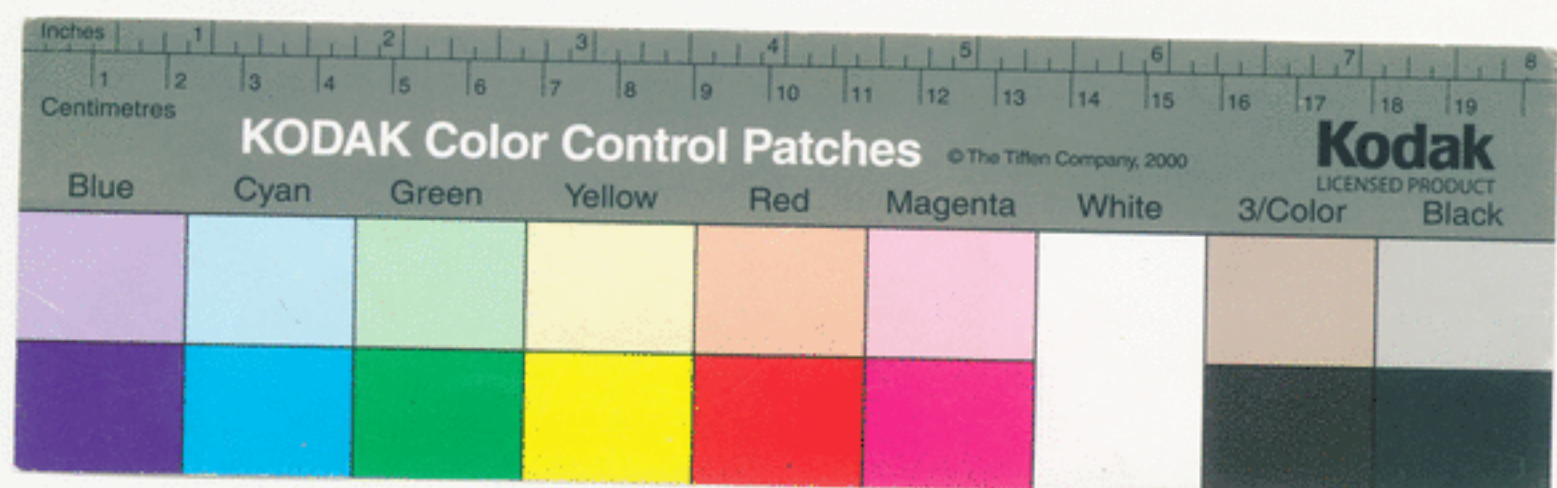 Inches 1 2 3 4 5 6 7 8
1 2 3 4 5 6 7 8 9 10 11 12 13 14 15 16 17 18 19
Centimetres
KODAK Color Control Patches © The Tiffen Company, 2000 Kodak
LICENSED PRODUCT
Blue Cyan Green Yellow Red Magenta White 3/Color Black